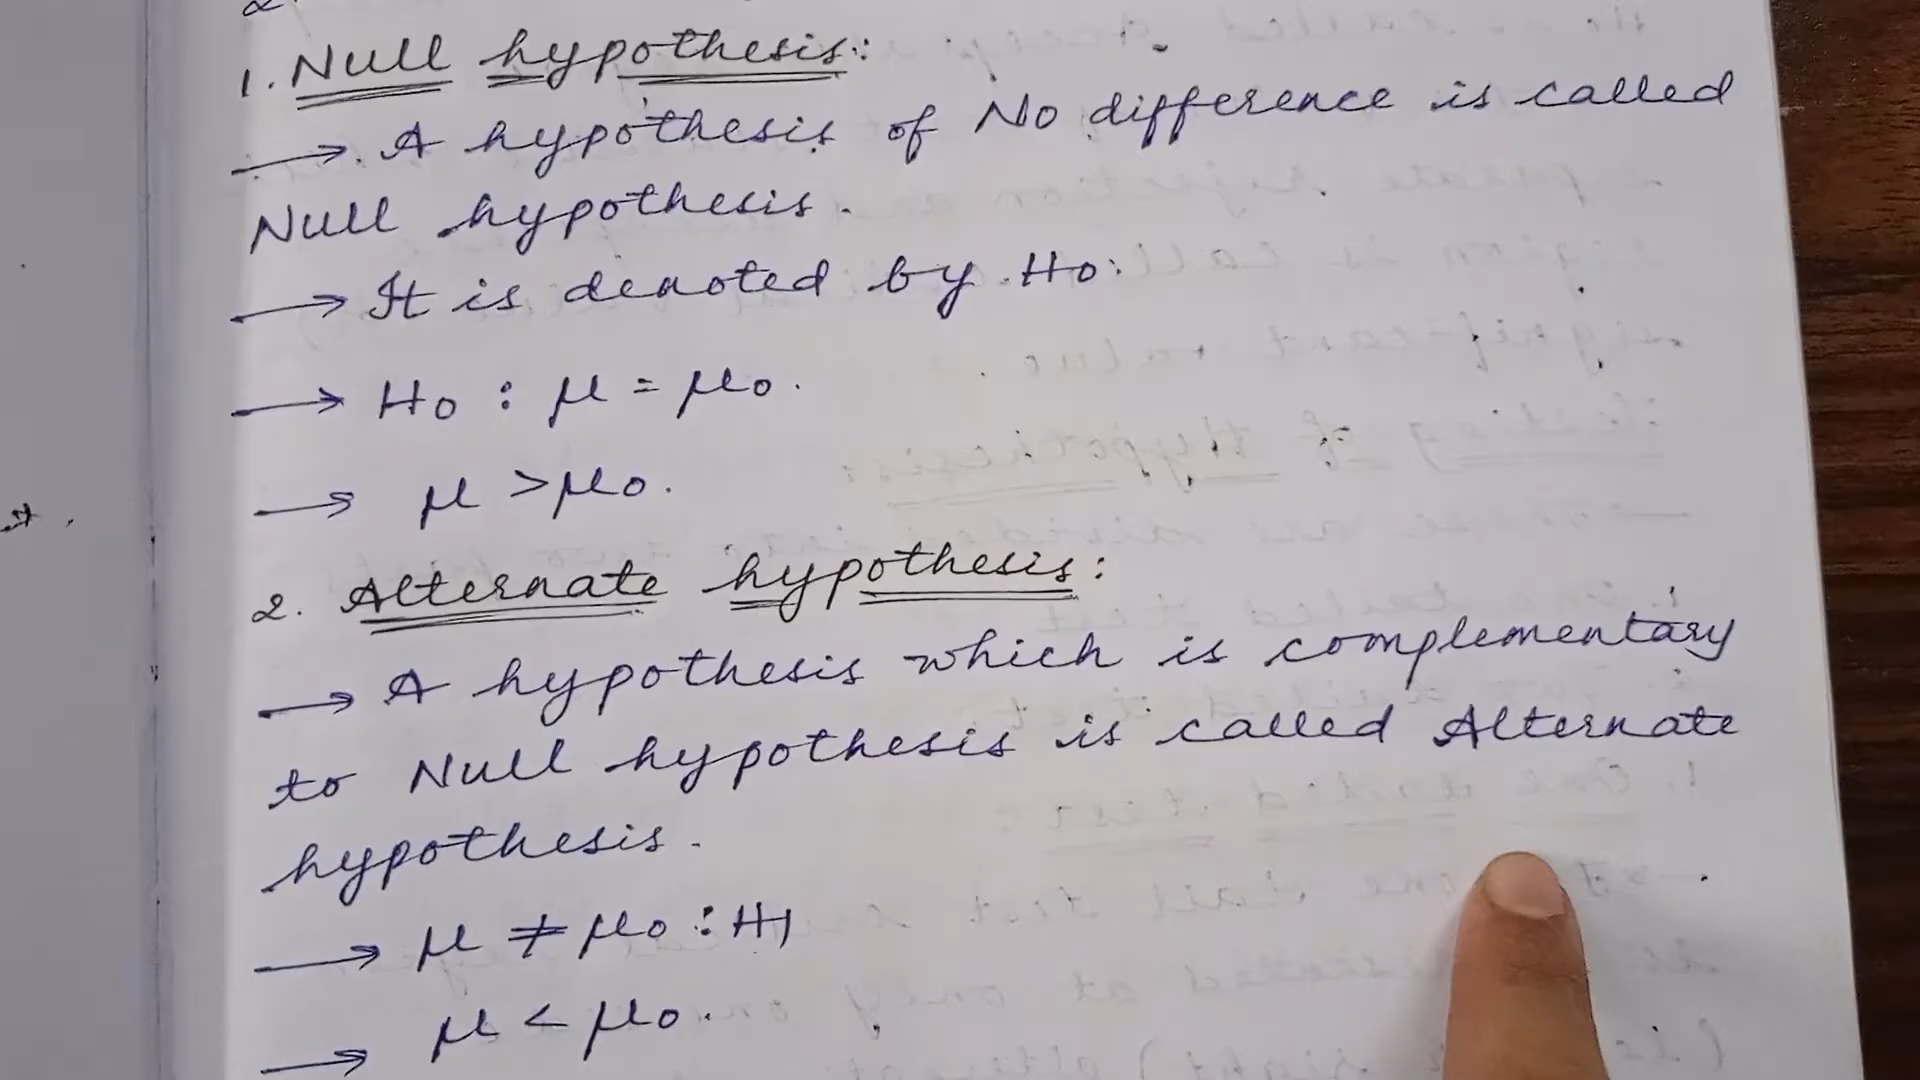 1. Null hypothesis:
→ A hypothesis of No difference is called
Null hypothesis.
→ It is denoted by H0:
→ H0 : μ = μ0.
→ μ > μ0.
2. Alternate hypothesis:
→ A hypothesis which is complementary
to Null hypothesis is called Alternate
hypothesis.
→ μ ≠ μ0 : H1
→ μ < μ0.